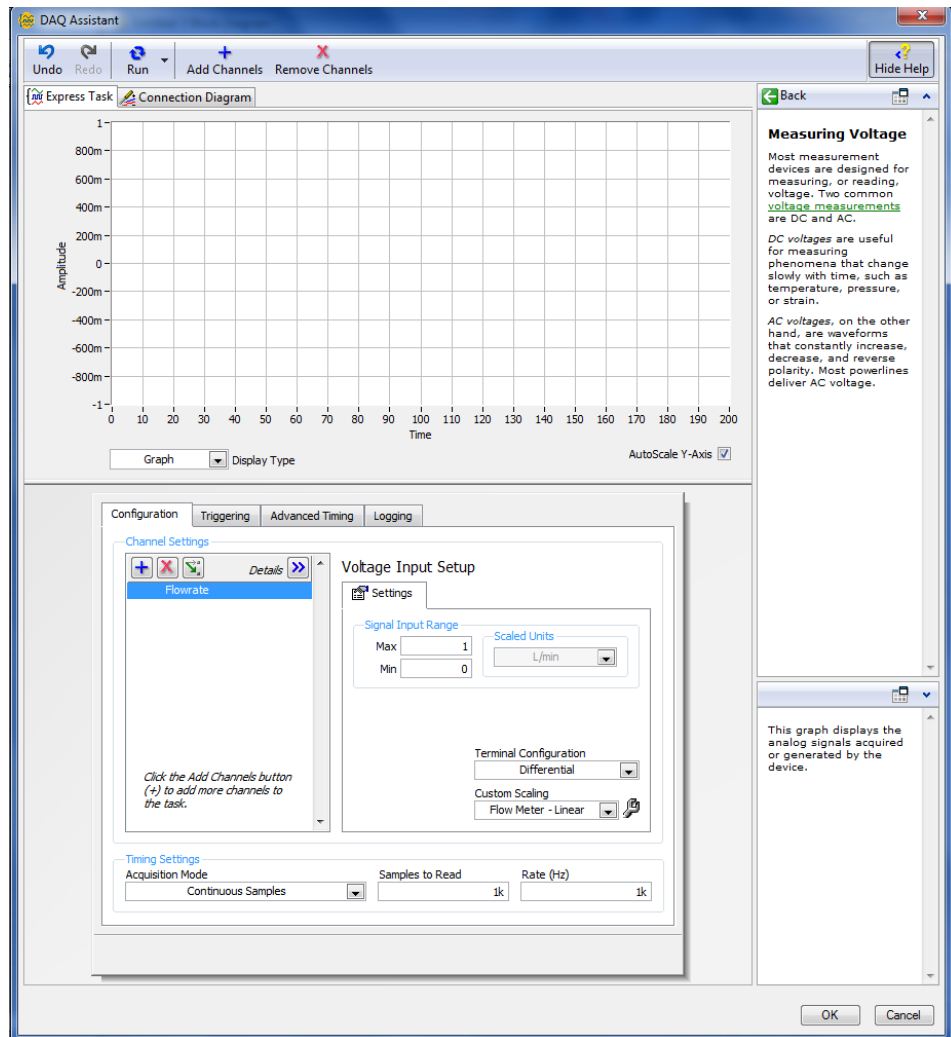 DAQ Assistant
Undo Redo Run Add Channels Remove Channels Hide Help
Express Task Connection Diagram
1
800m
600m
400m
200m
0
-200m
-400m
-600m
-800m
-1
Amplitude
0 10 20 30 40 50 60 70 80 90 100 110 120 130 140 150 160 170 180 190 200
Time
Graph Display Type AutoScale Y-Axis
Back
Measuring Voltage
Most measurement
devices are designed for
measuring, or reading,
voltage. Two common
voltage measurements
are DC and AC.
DC voltages are useful
for measuring
phenomena that change
slowly with time, such as
temperature, pressure,
or strain.
AC voltages, on the other
hand, are waveforms
that constantly increase,
decrease, and reverse
polarity. Most powerlines
deliver AC voltage.
Configuration Triggering Advanced Timing Logging
Channel Settings
Details
Flowrate
Click the Add Channels button
(+) to add more channels to
the task.
Voltage Input Setup
Settings
Signal Input Range
Max 1
Min 0
Scaled Units
L/min
Terminal Configuration
Differential
Custom Scaling
Flow Meter - Linear
Timing Settings
Acquisition Mode Samples to Read Rate (Hz)
Continuous Samples 1k 1k
This graph displays the
analog signals acquired
or generated by the
device.
OK Cancel